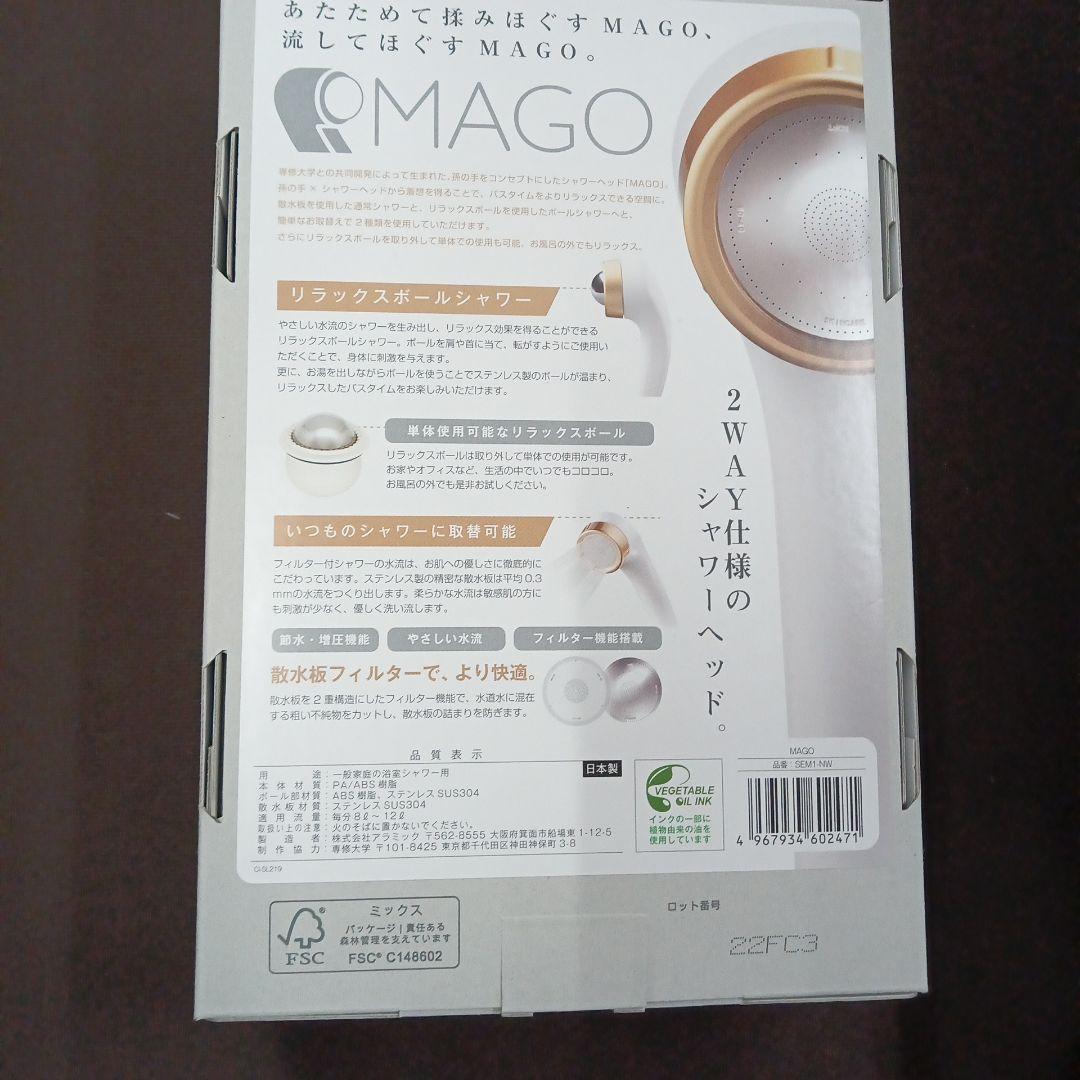 あたためて揉みほぐすMAGO、
流してほぐすMAGO。
MAGO
専修大学との共同開発によって生まれた、孫の手をコンセプトにしたシャワーヘッド「MAGO」。
孫の手 × シャワーヘッドから着想を得ることで、バスタイムをよりリラックスできる空間に。
散水板を使用した通常シャワーと、リラックスボールを使用したボールシャワーへと、
簡単なお取替えで2種類を使用していただけます。
さらにリラックスボールを取り外して単体での使用も可能、お風呂の外でもリラックス。
リラックスボールシャワー
やさしい水流のシャワーを生み出し、リラックス効果を得ることができる
リラックスボールシャワー。ボールを肩や首に当て、転がすようにご使用い
ただくことで、身体に刺激を与えます。
更に、お湯を出しながらボールを使うことでステンレス製のボールが温まり、
リラックスしたバスタイムをお楽しみいただけます。
単体使用可能なリラックスボール
リラックスボールは取り外して単体での使用が可能です。
お家やオフィスなど、生活の中でいつでもコロコロ。
お風呂の外でも是非お試しください。
いつものシャワーに取替可能
フィルター付シャワーの水流は、お肌への優しさに徹底的に
こだわっています。ステンレス製の精密な散水板は平均0.3
mmの水流をつくり出します。柔らかな水流は敏感肌の方に
も刺激が少なく、優しく洗い流します。
節水・増圧機能
やさしい水流
フィルター機能搭載
散水板フィルターで、より快適。
散水板を2重構造にしたフィルター機能で、水道水に混在
する粗い不純物をカットし、散水板の詰まりを防ぎます。
2WAY仕様の
シャワーヘッド。
品質表示
日本製
用途：一般家庭の浴室シャワー用
本体材質：PA/ABS樹脂
ボール部材質：ABS樹脂、ステンレスSUS304
散水板材質：ステンレスSUS304
適用流量：毎分8ℓ～12ℓ
取扱い上の注意：火のそばに置かないでください。
製造者：株式会社アラミック 〒562-8555 大阪府箕面市船場東1-12-5
制作協力：専修大学 〒101-8425 東京都千代田区神田神保町3-8
CI-SL219
VEGETABLE
OIL INK
インクの一部に
植物由来の油を
使用しています
MAGO
品番：SEM1-NW
4 967934 602471
FSC
ミックス
パッケージ｜責任ある
森林管理を支えています
FSC® C148602
ロット番号
22FC3